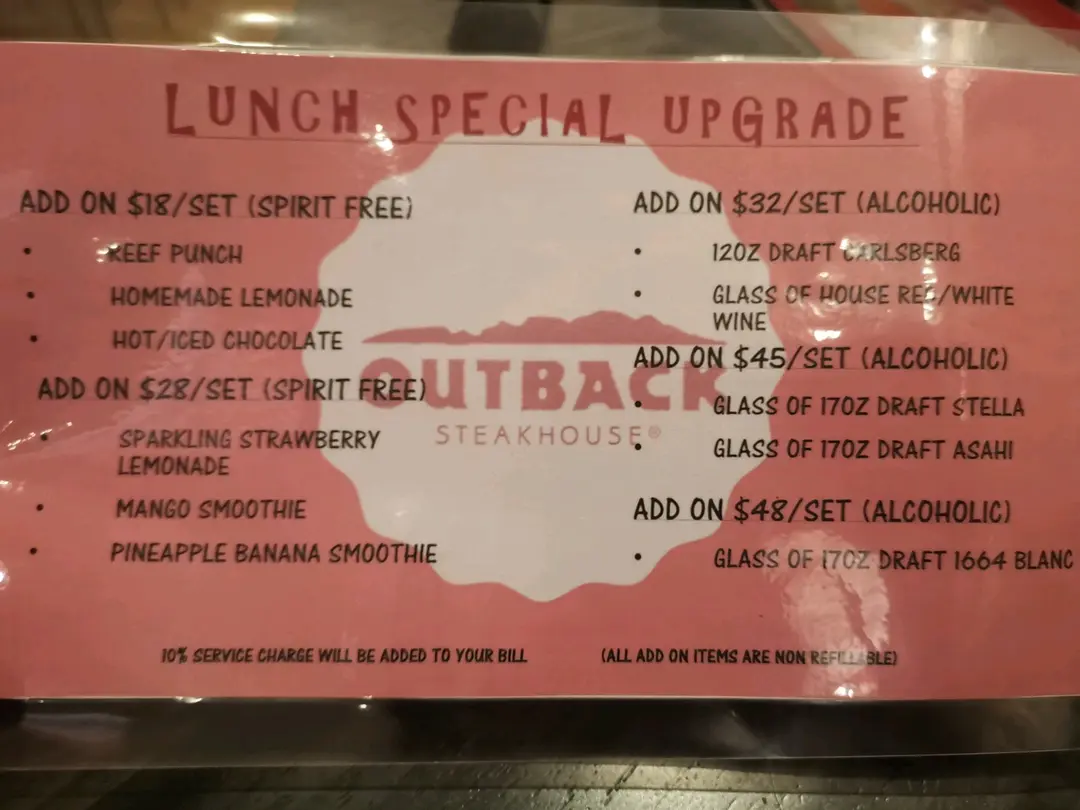 LUNCH SPECIAL UPGRADE
ADD ON $18/SET (SPIRIT FREE)
• REEF PUNCH
• HOMEMADE LEMONADE
• HOT/ICED CHOCOLATE
ADD ON $28/SET (SPIRIT FREE)
• SPARKLING STRAWBERRY
LEMONADE
• MANGO SMOOTHIE
• PINEAPPLE BANANA SMOOTHIE
OUTBACK
STEAKHOUSE®
ADD ON $32/SET (ALCOHOLIC)
• 12OZ DRAFT CARLSBERG
• GLASS OF HOUSE RED/WHITE
WINE
ADD ON $45/SET (ALCOHOLIC)
• GLASS OF 17OZ DRAFT STELLA
• GLASS OF 17OZ DRAFT ASAHI
ADD ON $48/SET (ALCOHOLIC)
• GLASS OF 17OZ DRAFT 1664 BLANC
10% SERVICE CHARGE WILL BE ADDED TO YOUR BILL
(ALL ADD ON ITEMS ARE NON REFILLABLE)